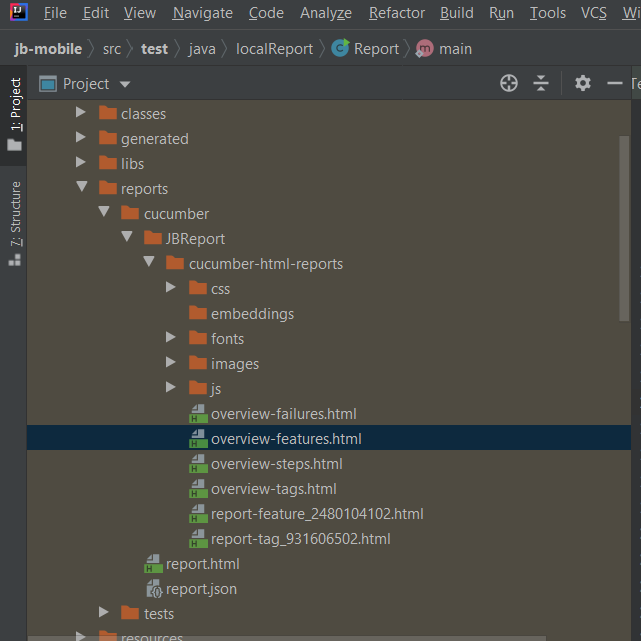 IJ File Edit View Navigate Code Analyze Refactor Build Run Tools VCS Wi
jb-mobile src test java localReport C Report m main
1: Project
Project
Te
classes
generated
libs
reports
cucumber
JBReport
cucumber-html-reports
css
embeddings
fonts
images
js
H overview-failures.html
H overview-features.html
H overview-steps.html
H overview-tags.html
H report-feature_2480104102.html
H report-tag_931606502.html
H report.html
report.json
tests
resources
7: Structure